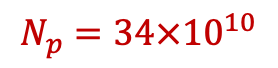 Nₚ = 34×10¹⁰